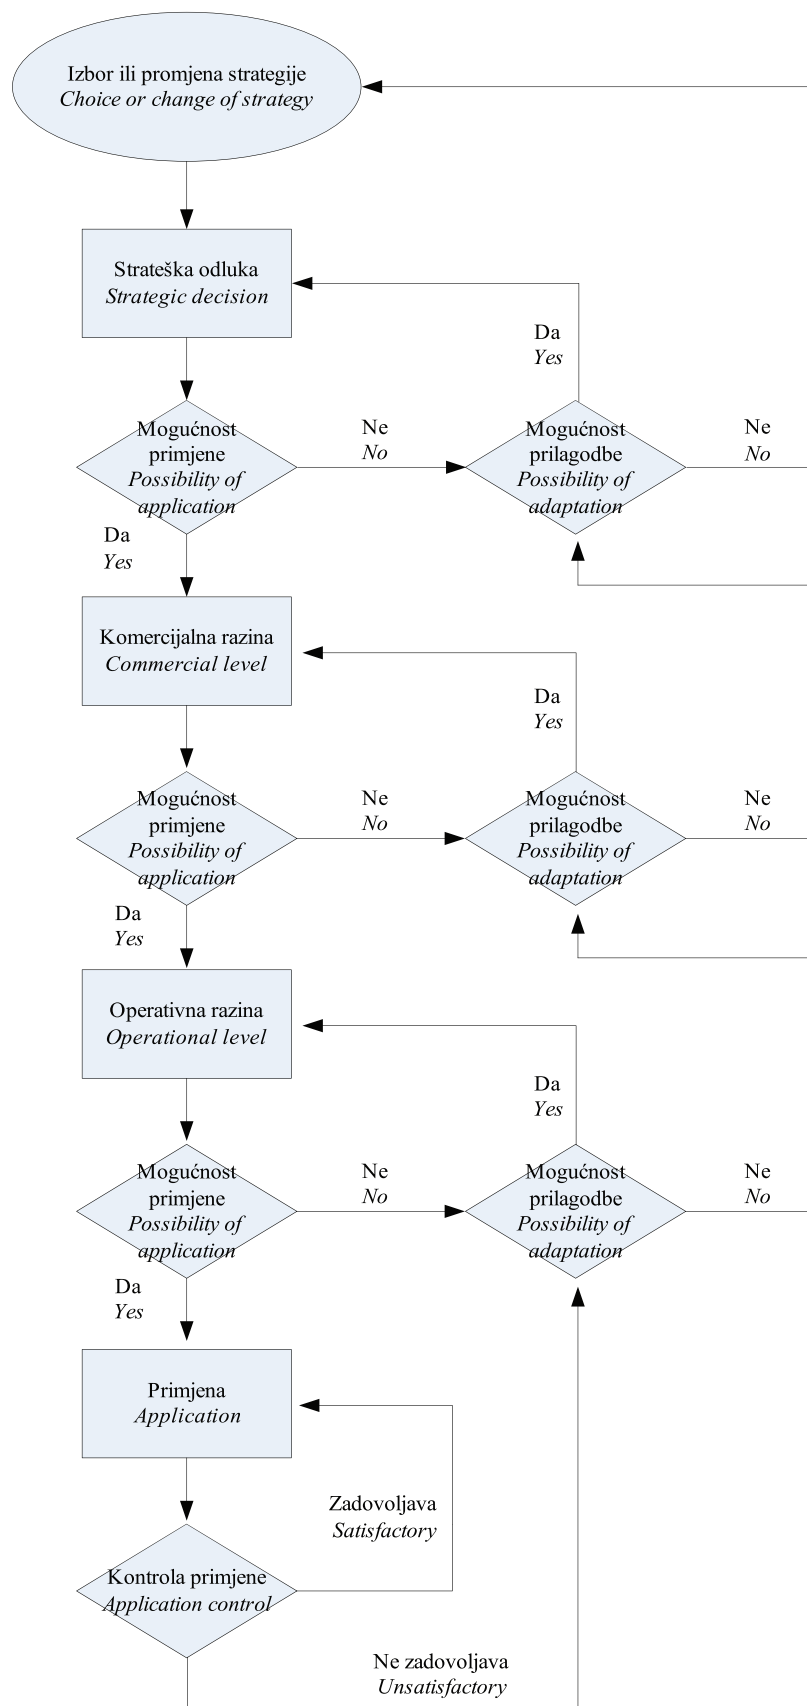 Izbor ili promjena strategije
Choice or change of strategy
Strateška odluka
Strategic decision
Da
Yes
Mogućnost
primjene
Possibility of
application
Ne
No
Mogućnost
prilagodbe
Possibility of
adaptation
Ne
No
Da
Yes
Komercijalna razina
Commercial level
Da
Yes
Mogućnost
primjene
Possibility of
application
Ne
No
Mogućnost
prilagodbe
Possibility of
adaptation
Ne
No
Da
Yes
Operativna razina
Operational level
Da
Yes
Mogućnost
primjene
Possibility of
application
Ne
No
Mogućnost
prilagodbe
Possibility of
adaptation
Ne
No
Da
Yes
Primjena
Application
Zadovoljava
Satisfactory
Kontrola primjene
Application control
Ne zadovoljava
Unsatisfactory